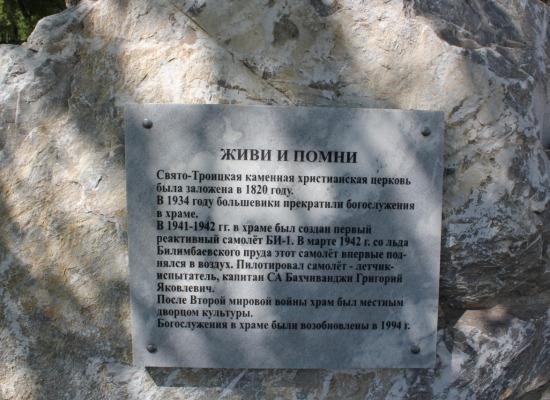 ЖИВИ И ПОМНИ
Свято-Троицкая каменная христианская церковь
была заложена в 1820 году.
В 1934 году большевики прекратили богослужения
в храме.
В 1941-1942 гг. в храме был создан первый
реактивный самолёт БИ-1. В марте 1942 г. со льда
Билимбаевского пруда этот самолёт впервые под-
нялся в воздух. Пилотировал самолёт - летчик-
испытатель, капитан СА Бахчиванджи Григорий
Яковлевич.
После Второй мировой войны храм был местным
дворцом культуры.
Богослужения в храме были возобновлены в 1994 г.